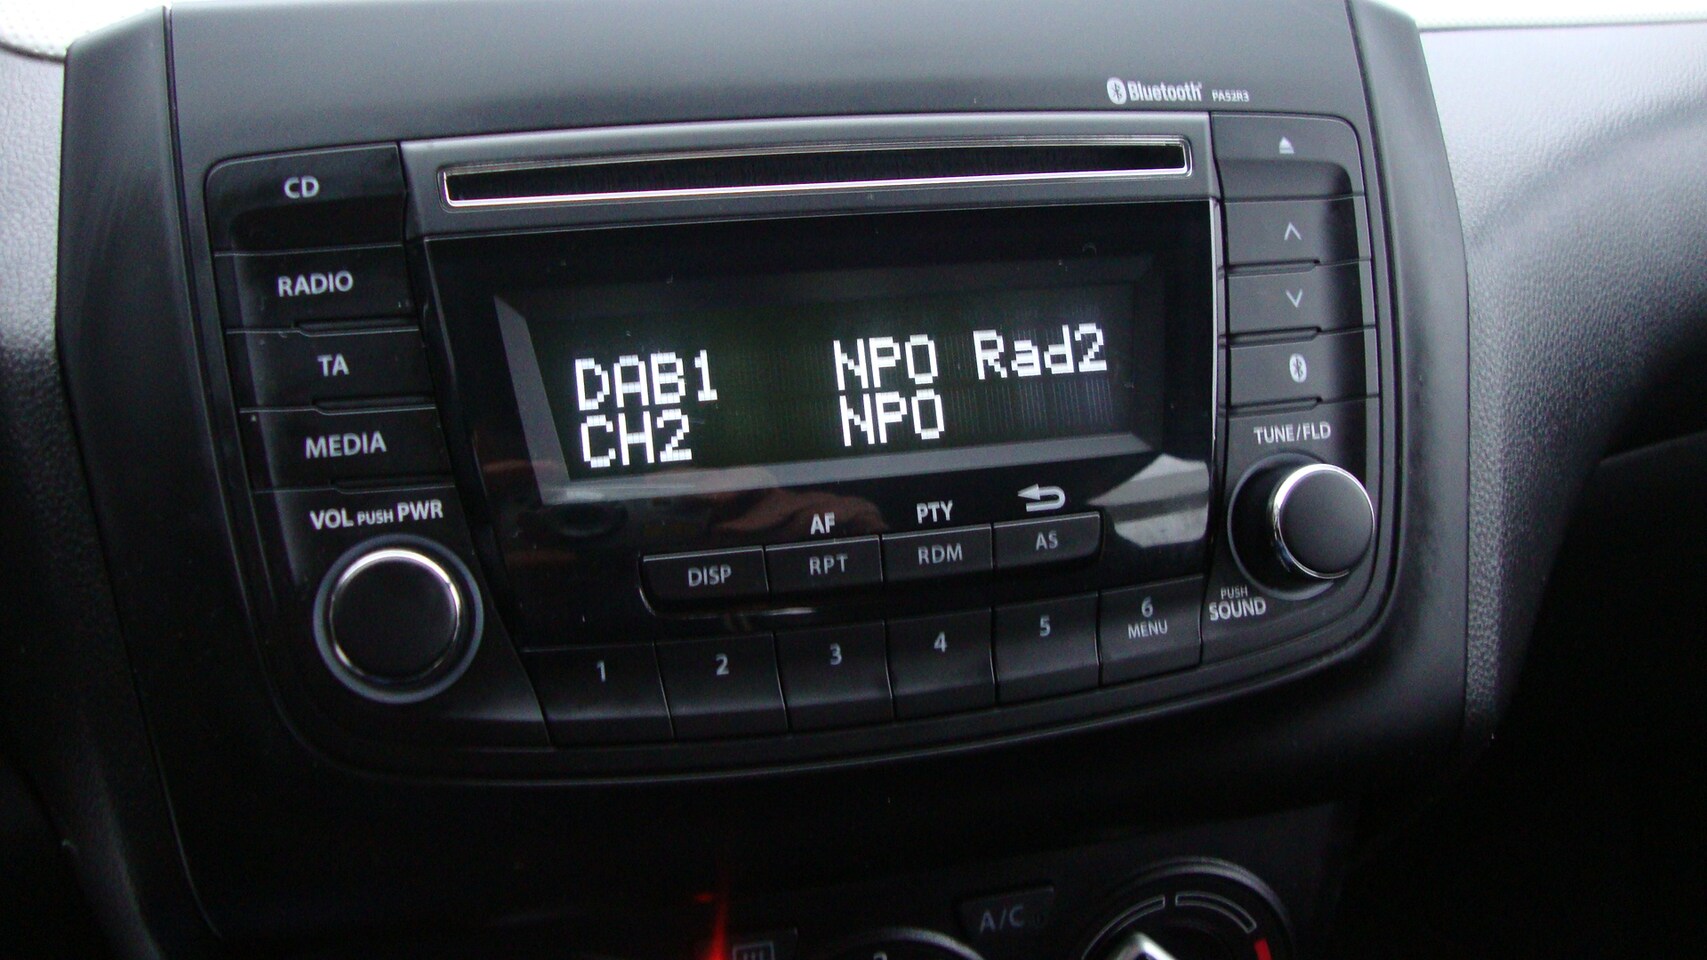 Bluetooth PA52R3
CD
RADIO
TA
MEDIA
VOL PUSH PWR
DAB1 NPO Rad2
CH2 NPO
AF PTY
DISP RPT RDM AS
1 2 3 4 5 6
MENU
TUNE/FLD
PUSH
SOUND
A/C